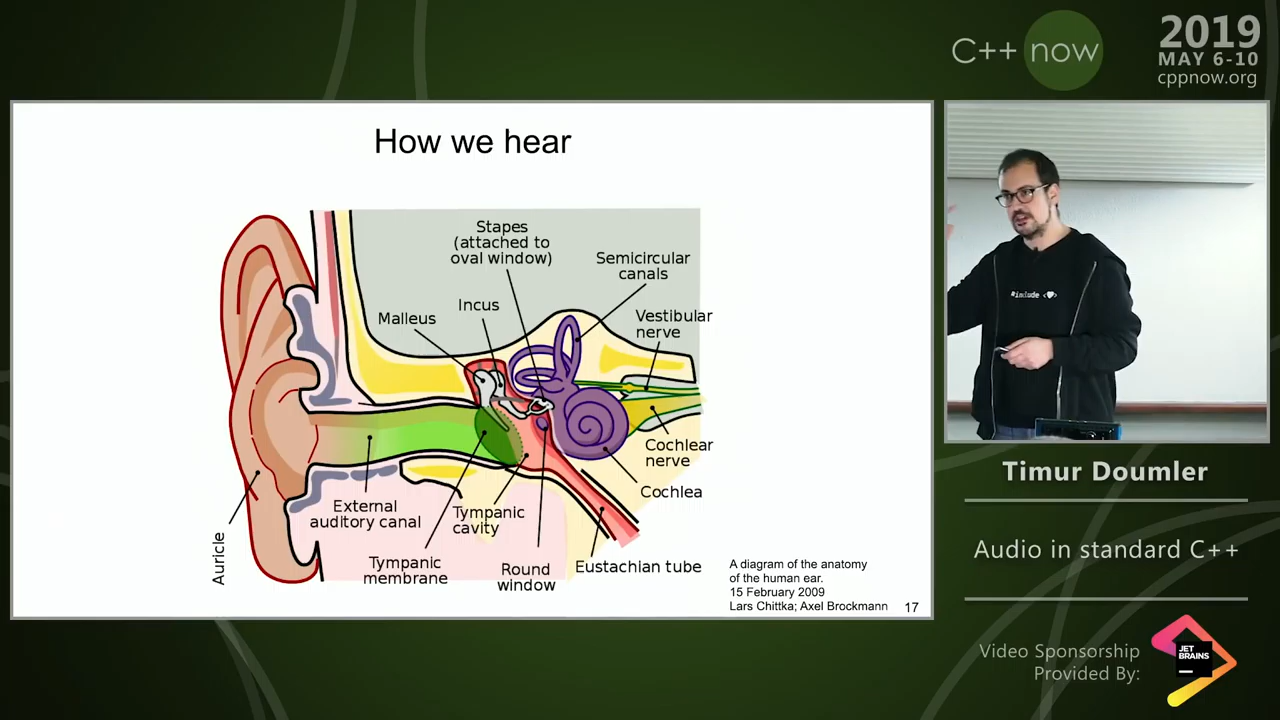 C++ now
2019
MAY 6-10
cppnow.org
How we hear
Stapes
(attached to
oval window)
Semicircular
canals
Incus
Malleus
Vestibular
nerve
Cochlear
nerve
Cochlea
External
auditory canal
Tympanic
cavity
Auricle
Tympanic
membrane
Round
window
Eustachian tube
A diagram of the anatomy
of the human ear.
15 February 2009
Lars Chittka; Axel Brockmann
17
#include <♥>
Timur Doumler
Audio in standard C++
Video Sponsorship
Provided By:
JET
BRAINS